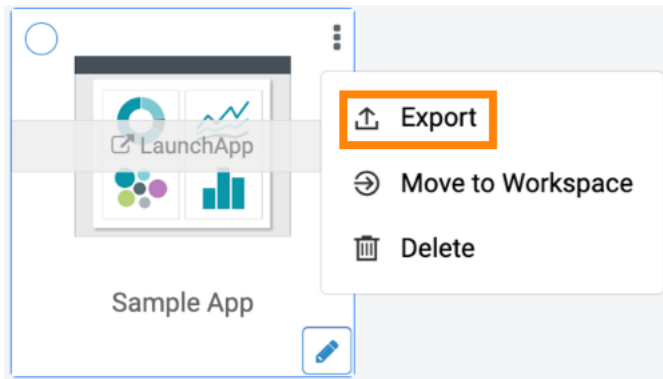 LaunchApp
Sample App
Export
Move to Workspace
Delete